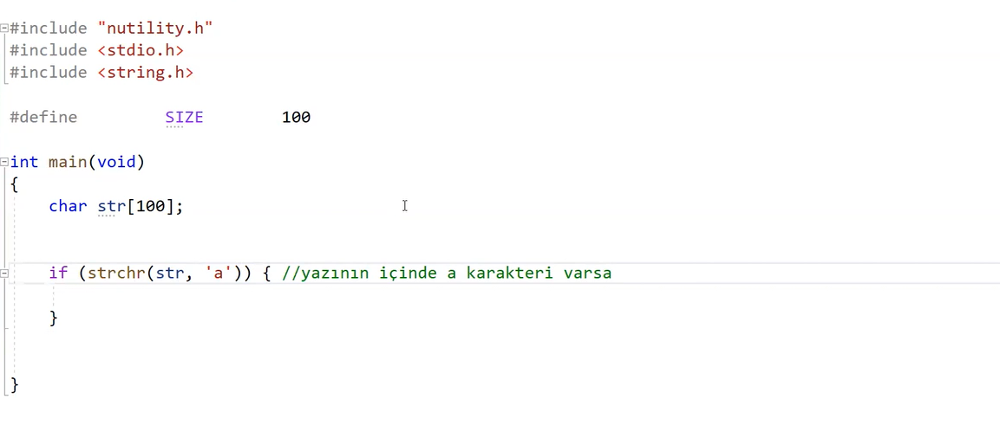 #include "nutility.h"
#include <stdio.h>
#include <string.h>
#define SIZE 100
int main(void)
{
char str[100];
if (strchr(str, 'a')) { //yazının içinde a karakteri varsa
}
}